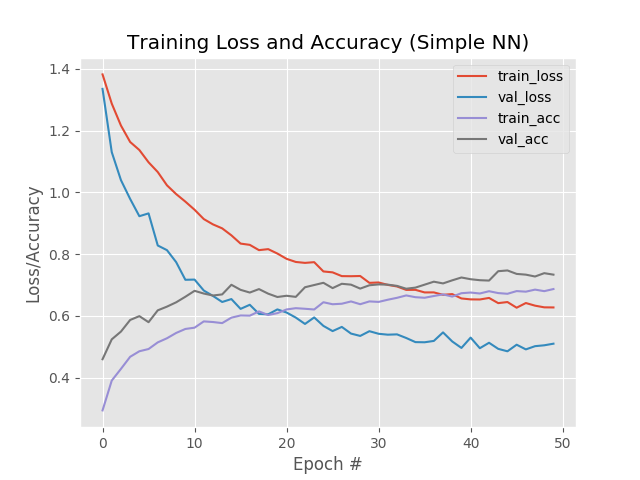 Training Loss and Accuracy (Simple NN)
train_loss
val_loss
train_acc
val_acc
1.4
1.2
1.0
0.8
0.6
0.4
Loss/Accuracy
0 10 20 30 40 50
Epoch #